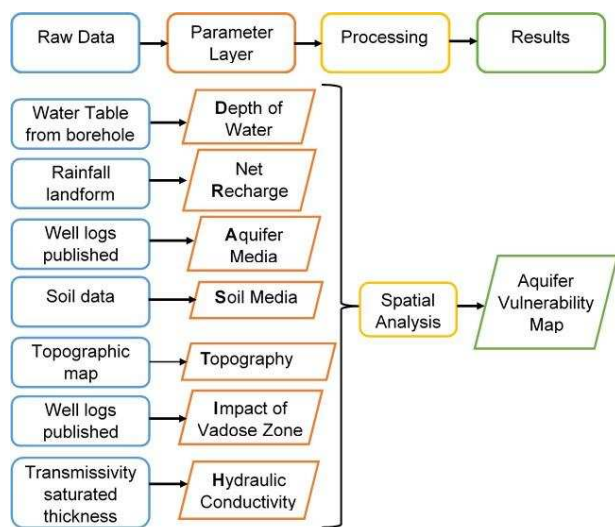 Raw Data
Parameter
Layer
Processing
Results
Water Table
from borehole
Depth of
Water
Rainfall
landform
Net
Recharge
Well logs
published
Aquifer
Media
Soil data
Soil Media
Topographic
map
Topography
Well logs
published
Impact of
Vadose Zone
Transmissivity
saturated
thickness
Hydraulic
Conductivity
Spatial
Analysis
Aquifer
Vulnerability
Map